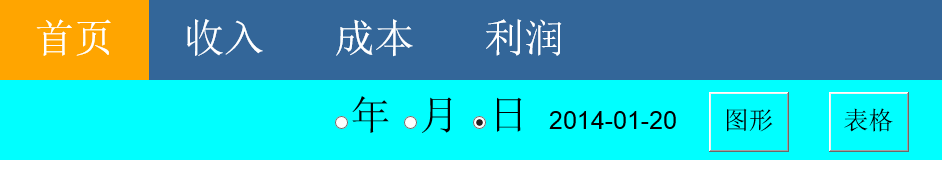 首页 收入 成本 利润
年 月 日 2014-01-20 图形 表格